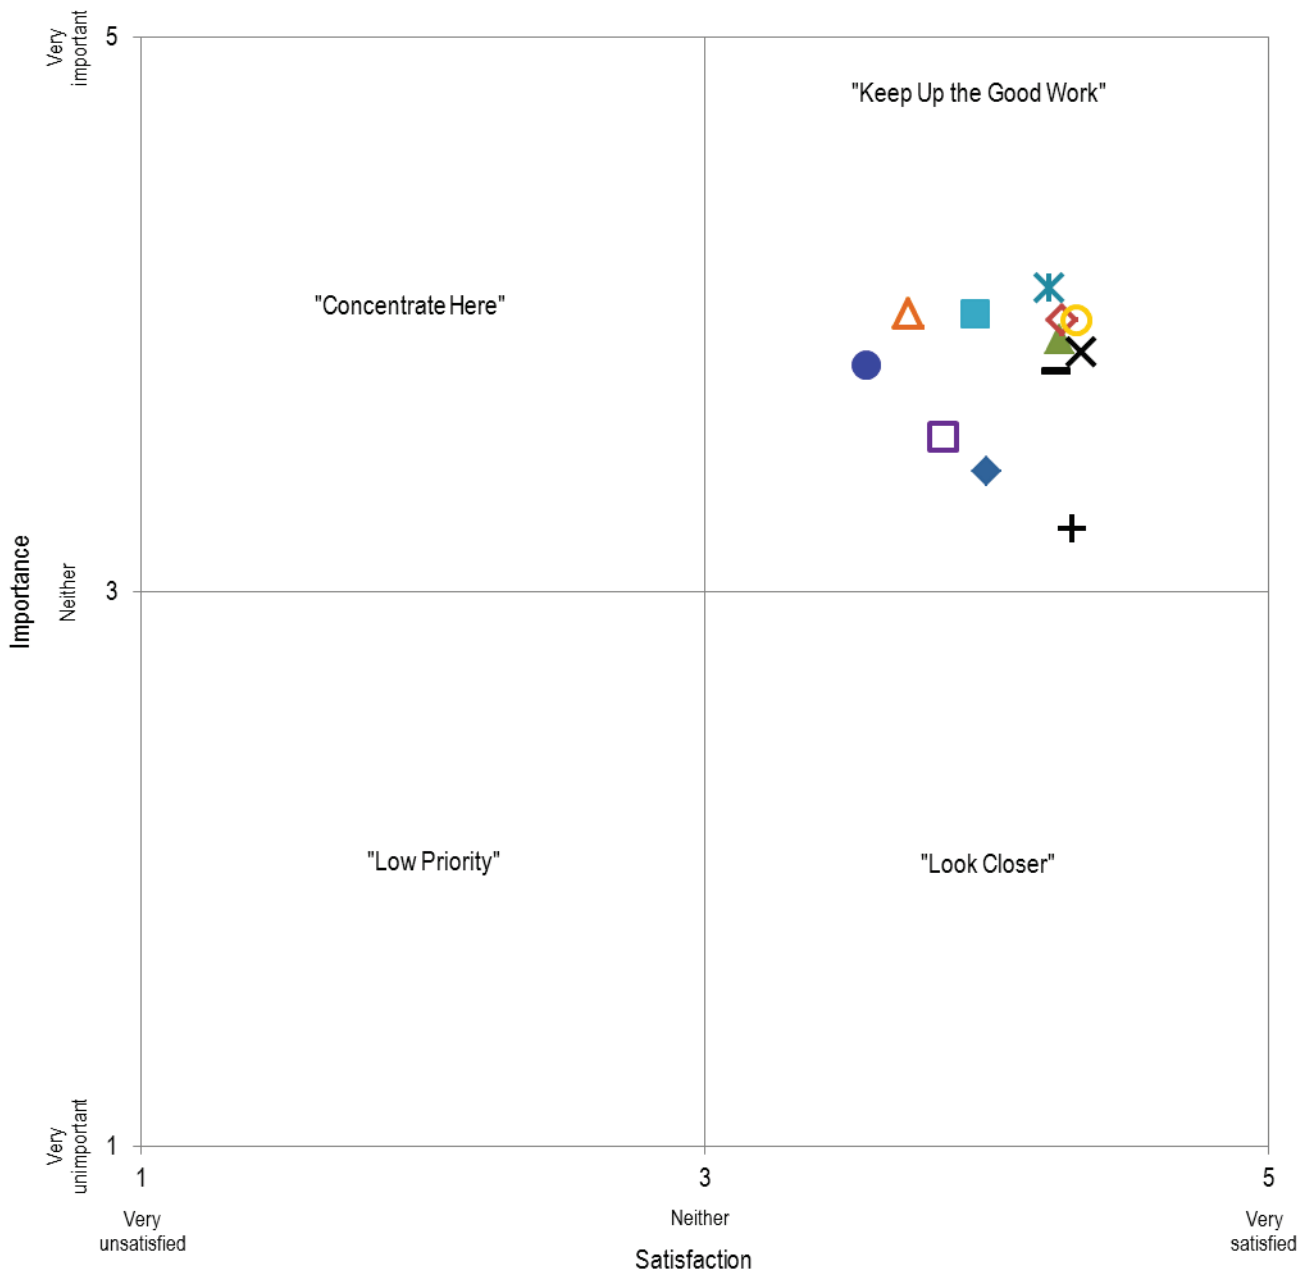 Very
important
5
"Keep Up the Good Work"
"Concentrate Here"
Importance
Neither
3
"Low Priority"
"Look Closer"
Very
unimportant
1
1
3
5
Very
unsatisfied
Neither
Very
satisfied
Satisfaction